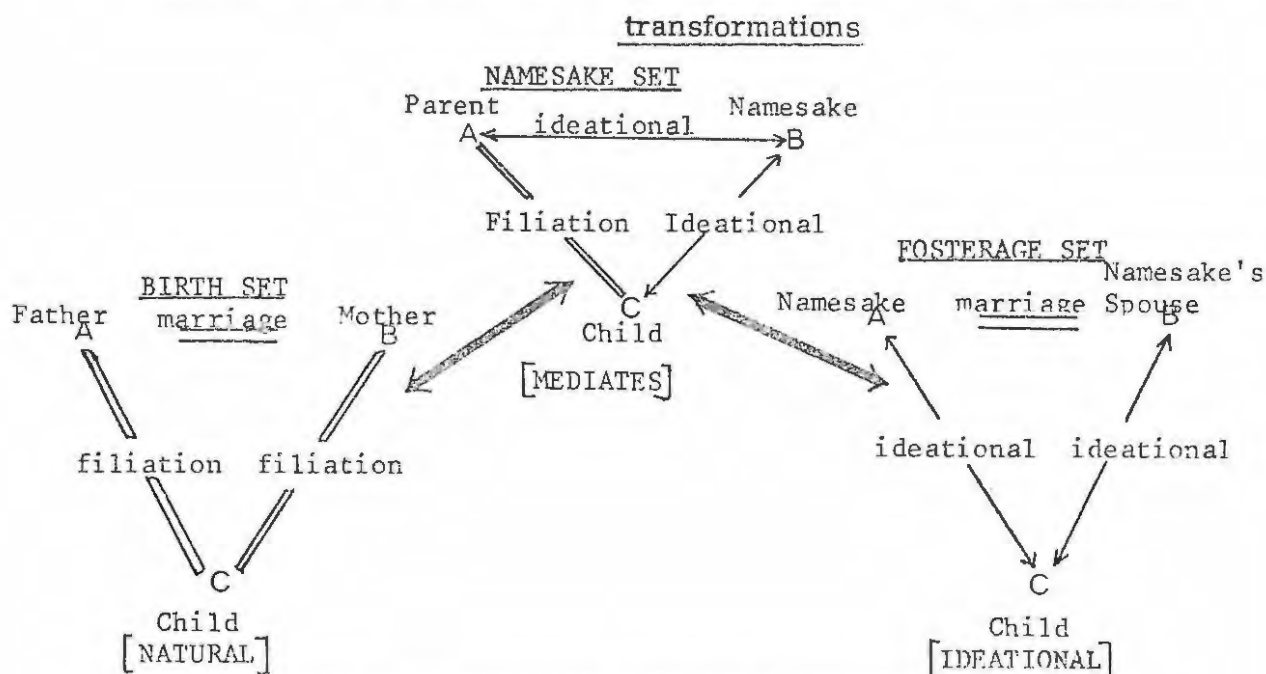 transformations
NAMESAKE SET
Parent Namesake
A ideational B
Filiation Ideational
C
Child
[MEDIATES]
BIRTH SET
marriage
Father Mother
A B
filiation filiation
C
Child
[NATURAL]
FOSTERAGE SET
Namesake marriage Namesake's
Spouse
A B
ideational ideational
C
Child
[IDEATIONAL]